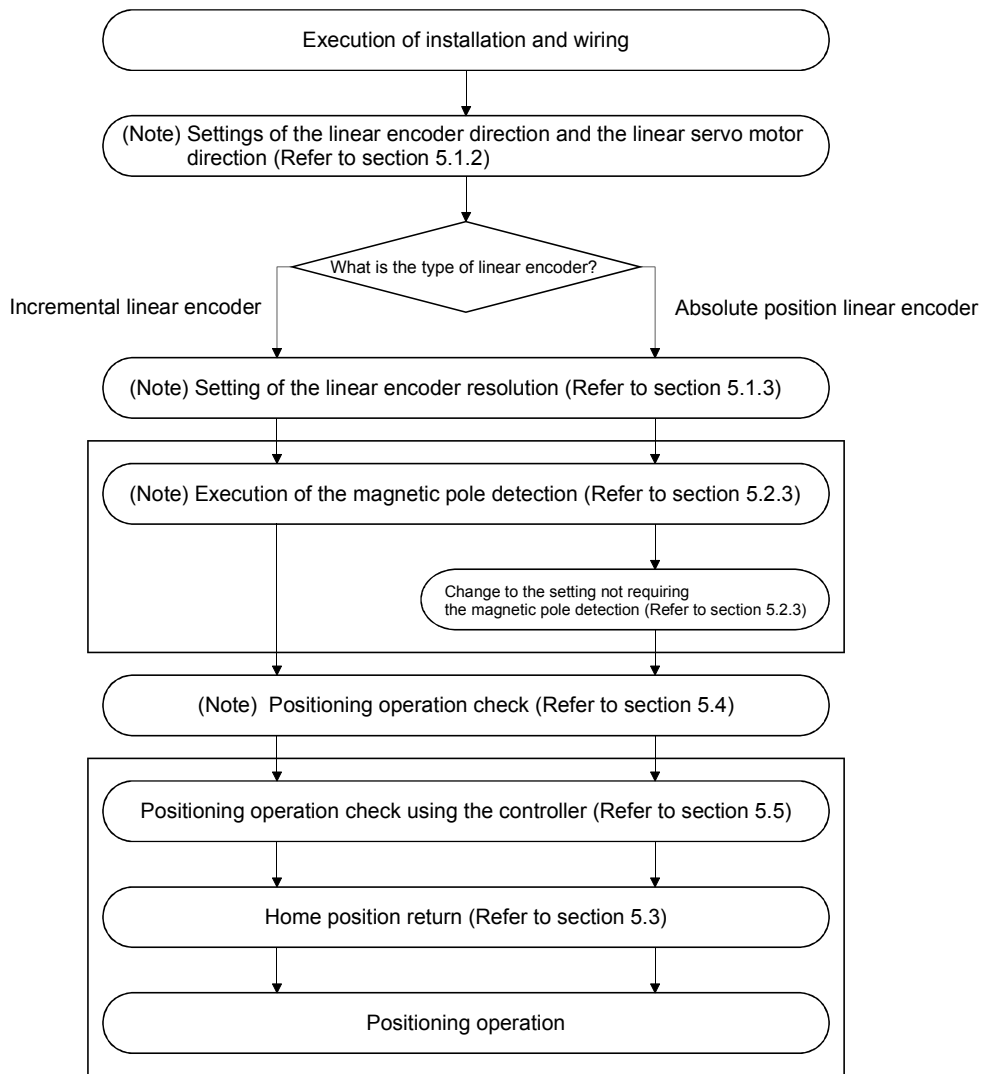 Execution of installation and wiring
(Note) Settings of the linear encoder direction and the linear servo motor
direction (Refer to section 5.1.2)
What is the type of linear encoder?
Incremental linear encoder
Absolute position linear encoder
(Note) Setting of the linear encoder resolution (Refer to section 5.1.3)
(Note) Execution of the magnetic pole detection (Refer to section 5.2.3)
Change to the setting not requiring
the magnetic pole detection (Refer to section 5.2.3)
(Note) Positioning operation check (Refer to section 5.4)
Positioning operation check using the controller (Refer to section 5.5)
Home position return (Refer to section 5.3)
Positioning operation